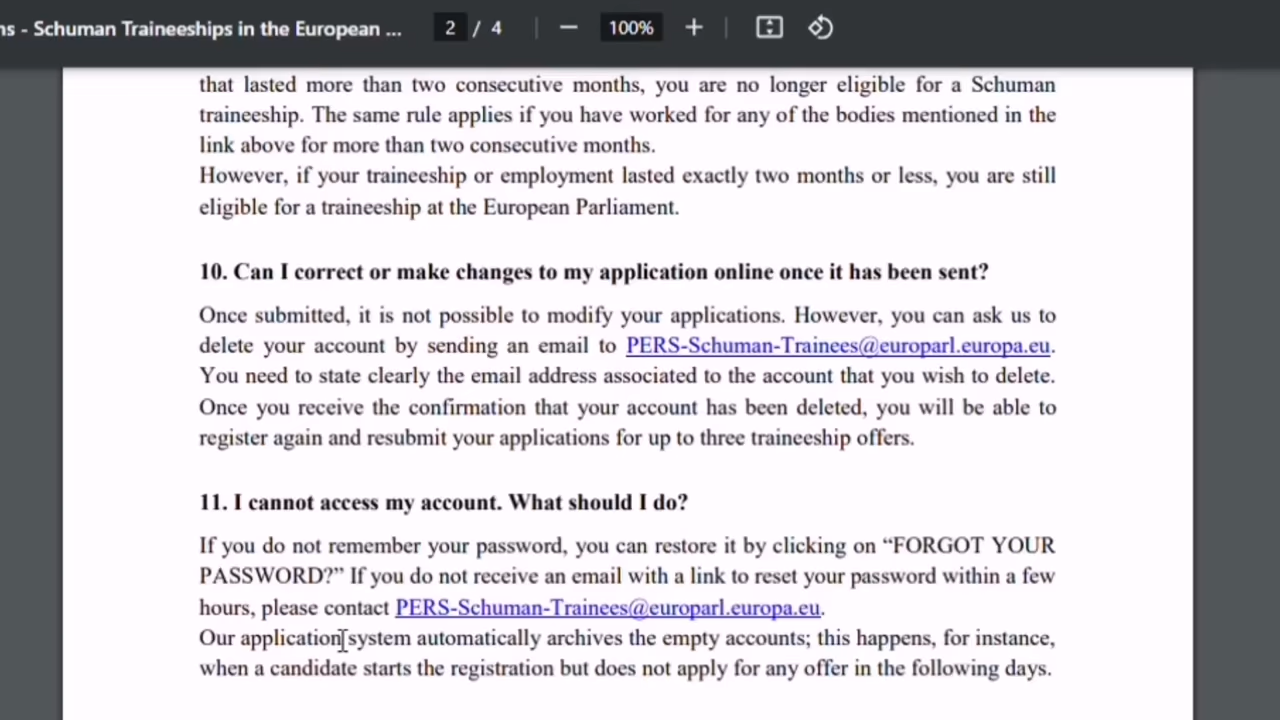 ns - Schuman Traineeships in the European ... 2 / 4 100%
that lasted more than two consecutive months, you are no longer eligible for a Schuman
traineeship. The same rule applies if you have worked for any of the bodies mentioned in the
link above for more than two consecutive months.
However, if your traineeship or employment lasted exactly two months or less, you are still
eligible for a traineeship at the European Parliament.
10. Can I correct or make changes to my application online once it has been sent?
Once submitted, it is not possible to modify your applications. However, you can ask us to
delete your account by sending an email to PERS-Schuman-Trainees@europarl.europa.eu.
You need to state clearly the email address associated to the account that you wish to delete.
Once you receive the confirmation that your account has been deleted, you will be able to
register again and resubmit your applications for up to three traineeship offers.
11. I cannot access my account. What should I do?
If you do not remember your password, you can restore it by clicking on “FORGOT YOUR
PASSWORD?” If you do not receive an email with a link to reset your password within a few
hours, please contact PERS-Schuman-Trainees@europarl.europa.eu.
Our application system automatically archives the empty accounts; this happens, for instance,
when a candidate starts the registration but does not apply for any offer in the following days.